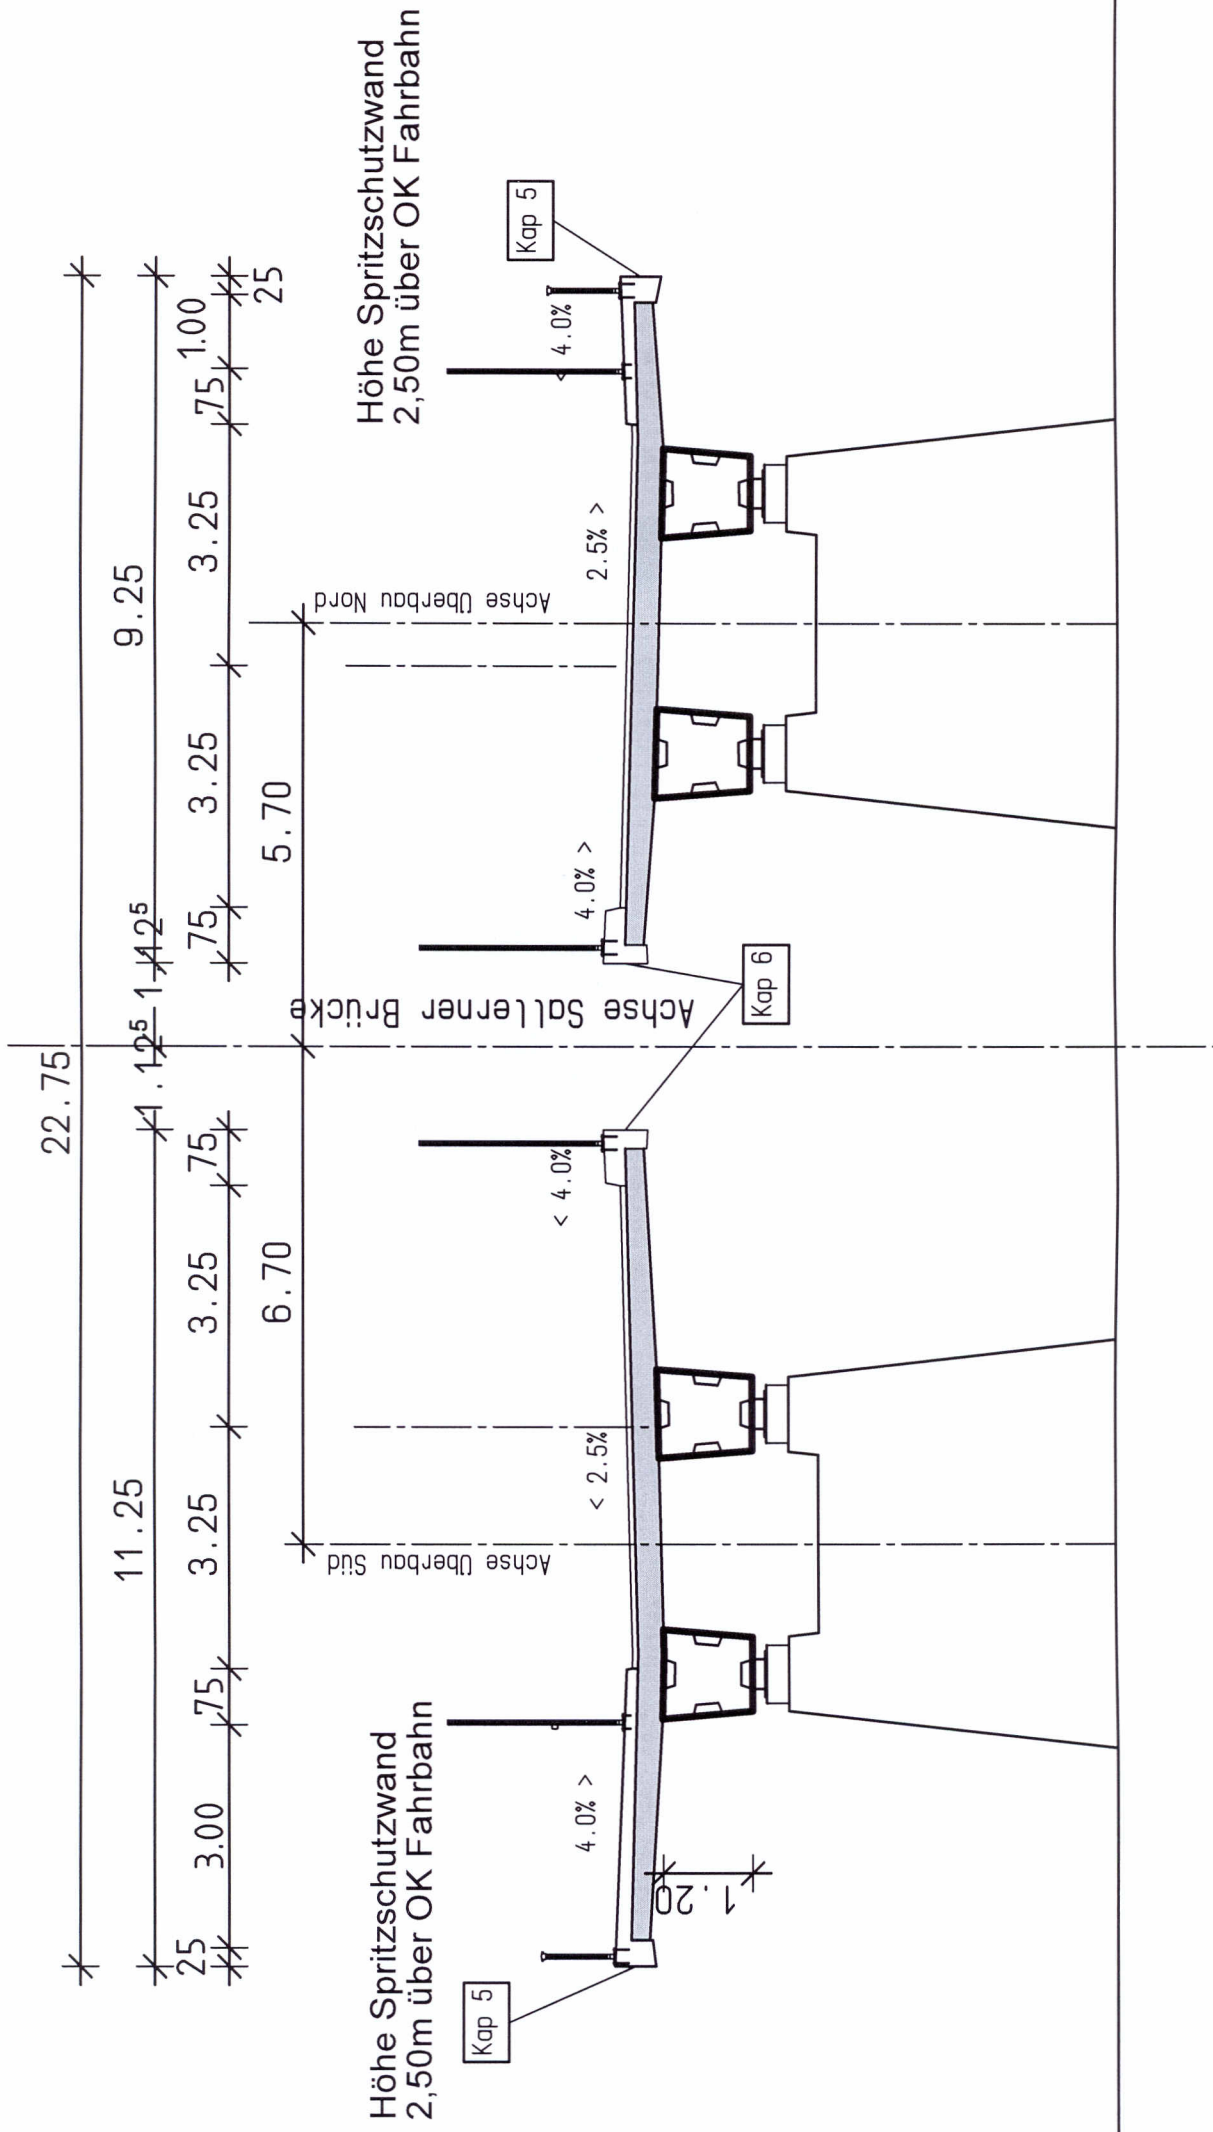 22.75
11.25
1.12⁵
1.12⁵
9.25
25
3.00
75
3.25
3.25
75
75
3.25
3.25
75
1.00
25
6.70
5.70
Höhe Spritzschutzwand
2,50m über OK Fahrbahn
Höhe Spritzschutzwand
2,50m über OK Fahrbahn
Achse Überbau Süd
Achse Sallerner Brücke
Achse Überbau Nord
Kap 5
4.0% >
< 2.5%
< 4.0%
4.0% >
2.5% >
4.0%
Kap 5
Kap 6
1.20